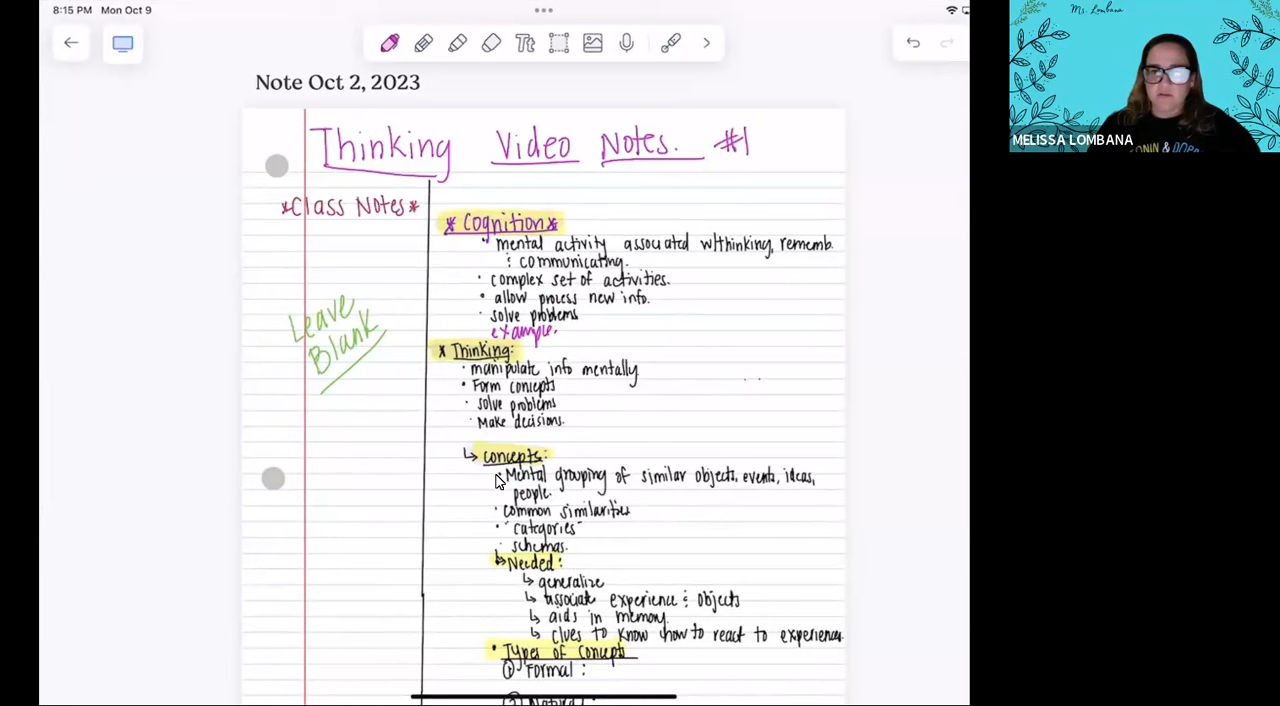 8:15 PM Mon Oct 9
Ms. Lombana
Tt
Note Oct 2, 2023
MELISSA LOMBANA
Thinking Video Notes. #1
*Class Notes*
Leave
Blank
* Cognition*
· mental activity associated w/thinking, rememb.
& communicating.
· complex set of activities.
· allow process new info.
· solve problems
example.
* Thinking:
· manipulate info mentally
· Form concepts
· solve problems
· Make decisions.
↳ concepts:
· Mental grouping of similar objects, events, ideas,
people.
· common similarities
· "categories"
· schemas.
↳ Needed:
↳ generalize
↳ associate experience & objects
↳ aids in memory.
↳ clues to know how to react to experiences.
· Types of Concepts
① Formal :
② Natural: